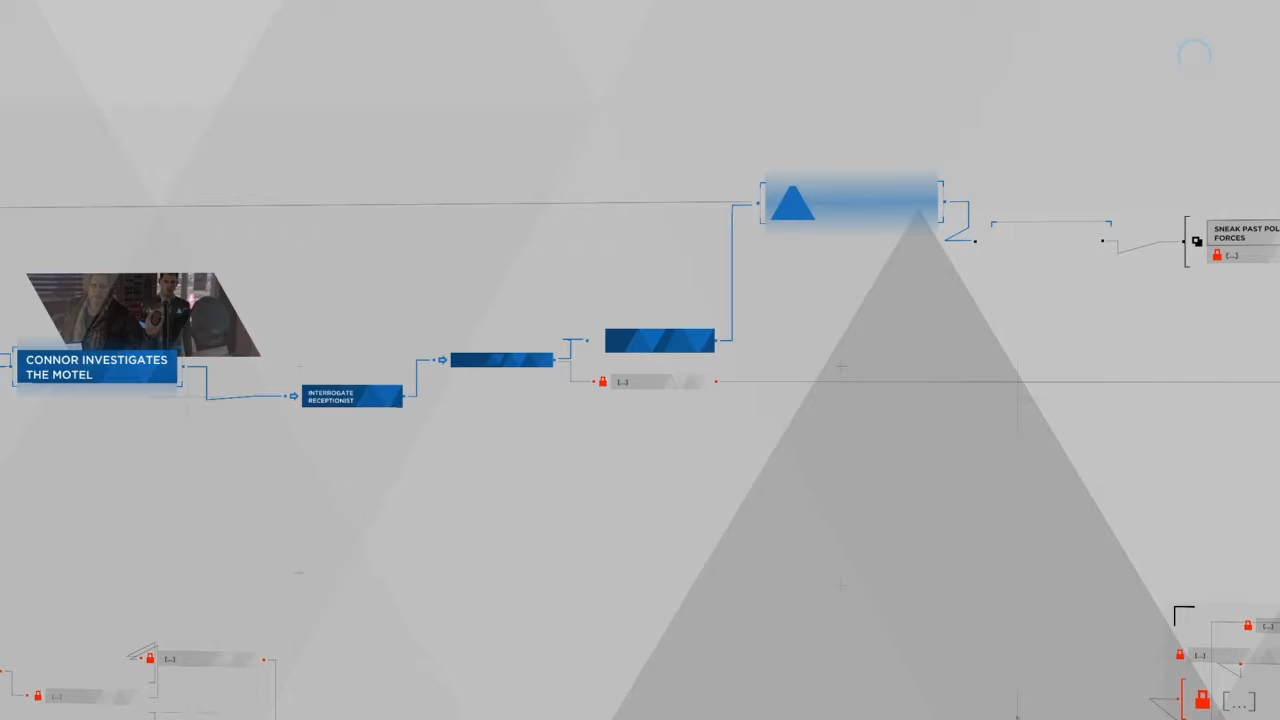 SNEAK PAST POL
FORCES
[...]
CONNOR INVESTIGATES
THE MOTEL
INTERROGATE
RECEPTIONIST
[...]
[...]
[...]
[...]
[...]
[...]